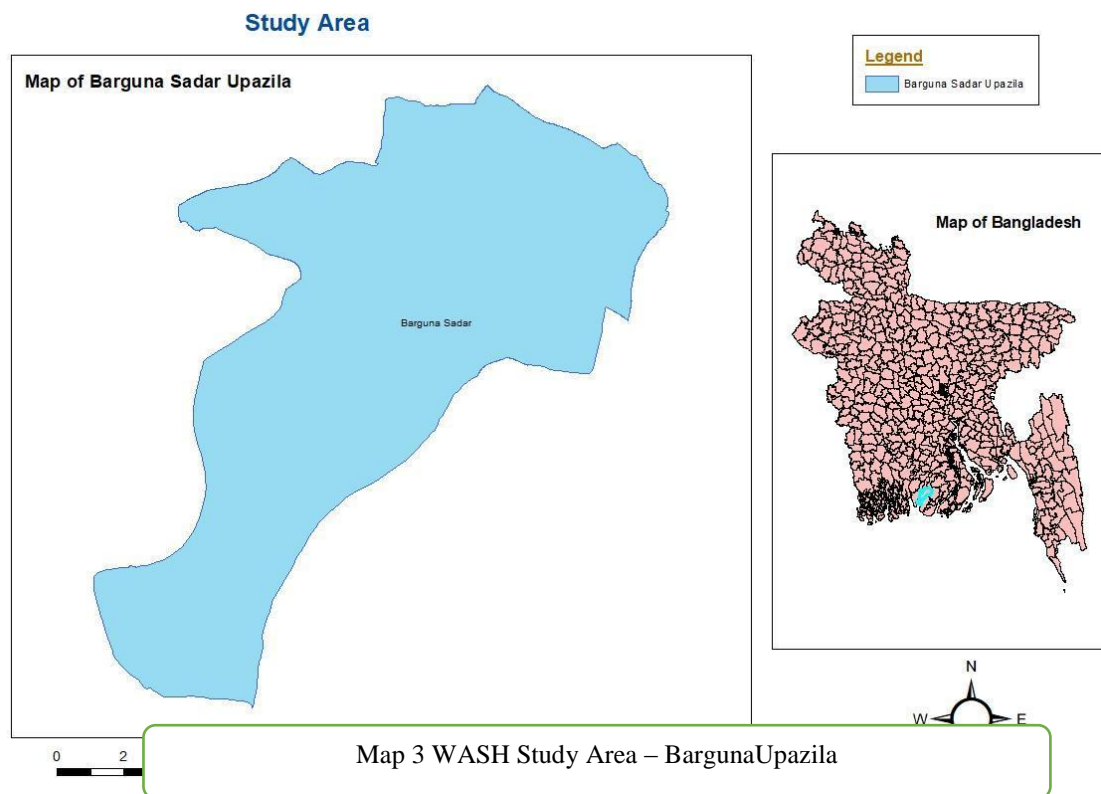 Study Area
Map of Barguna Sadar Upazila
Legend
Barguna Sadar Upazila
Map of Bangladesh
Barguna Sadar
N
W E
0 2
Map 3 WASH Study Area – BargunaUpazila